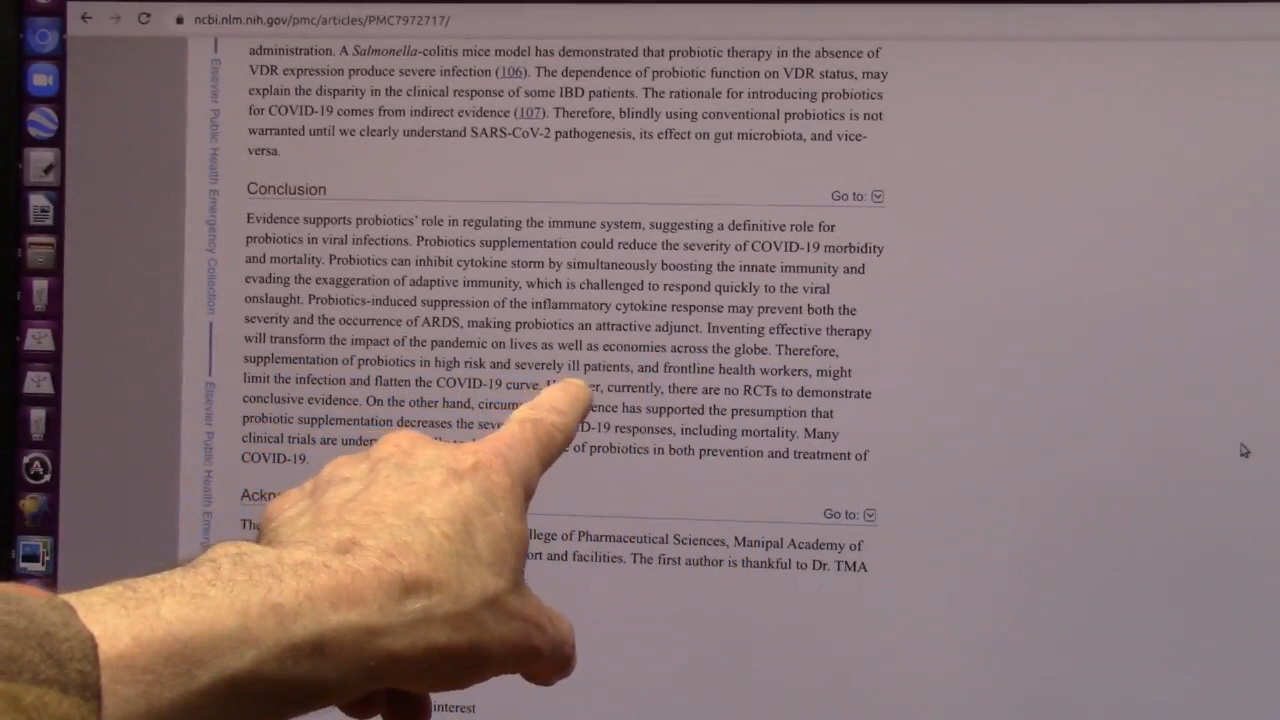 ncbi.nlm.nih.gov/pmc/articles/PMC7972717/
administration. A Salmonella-colitis mice model has demonstrated that probiotic therapy in the absence of
VDR expression produce severe infection (106). The dependence of probiotic function on VDR status, may
explain the disparity in the clinical response of some IBD patients. The rationale for introducing probiotics
for COVID-19 comes from indirect evidence (107). Therefore, blindly using conventional probiotics is not
warranted until we clearly understand SARS-CoV-2 pathogenesis, its effect on gut microbiota, and vice-
versa.
Conclusion
Go to:
Evidence supports probiotics' role in regulating the immune system, suggesting a definitive role for
probiotics in viral infections. Probiotics supplementation could reduce the severity of COVID-19 morbidity
and mortality. Probiotics can inhibit cytokine storm by simultaneously boosting the innate immunity and
evading the exaggeration of adaptive immunity, which is challenged to respond quickly to the viral
onslaught. Probiotics-induced suppression of the inflammatory cytokine response may prevent both the
severity and the occurrence of ARDS, making probiotics an attractive adjunct. Inventing effective therapy
will transform the impact of the pandemic on lives as well as economies across the globe. Therefore,
supplementation of probiotics in high risk and severely ill patients, and frontline health workers, might
limit the infection and flatten the COVID-19 curve. currently, there are no RCTs to demonstrate
conclusive evidence. On the other hand, has supported the presumption that
probiotic supplementation decreases the responses, including mortality. Many
clinical trials are of probiotics in both prevention and treatment of
COVID-19.
Go to:
of Pharmaceutical Sciences, Manipal Academy of
and facilities. The first author is thankful to Dr. TMA
interest
Elsevier Public Health Emergency Collection
Elsevier Public Health